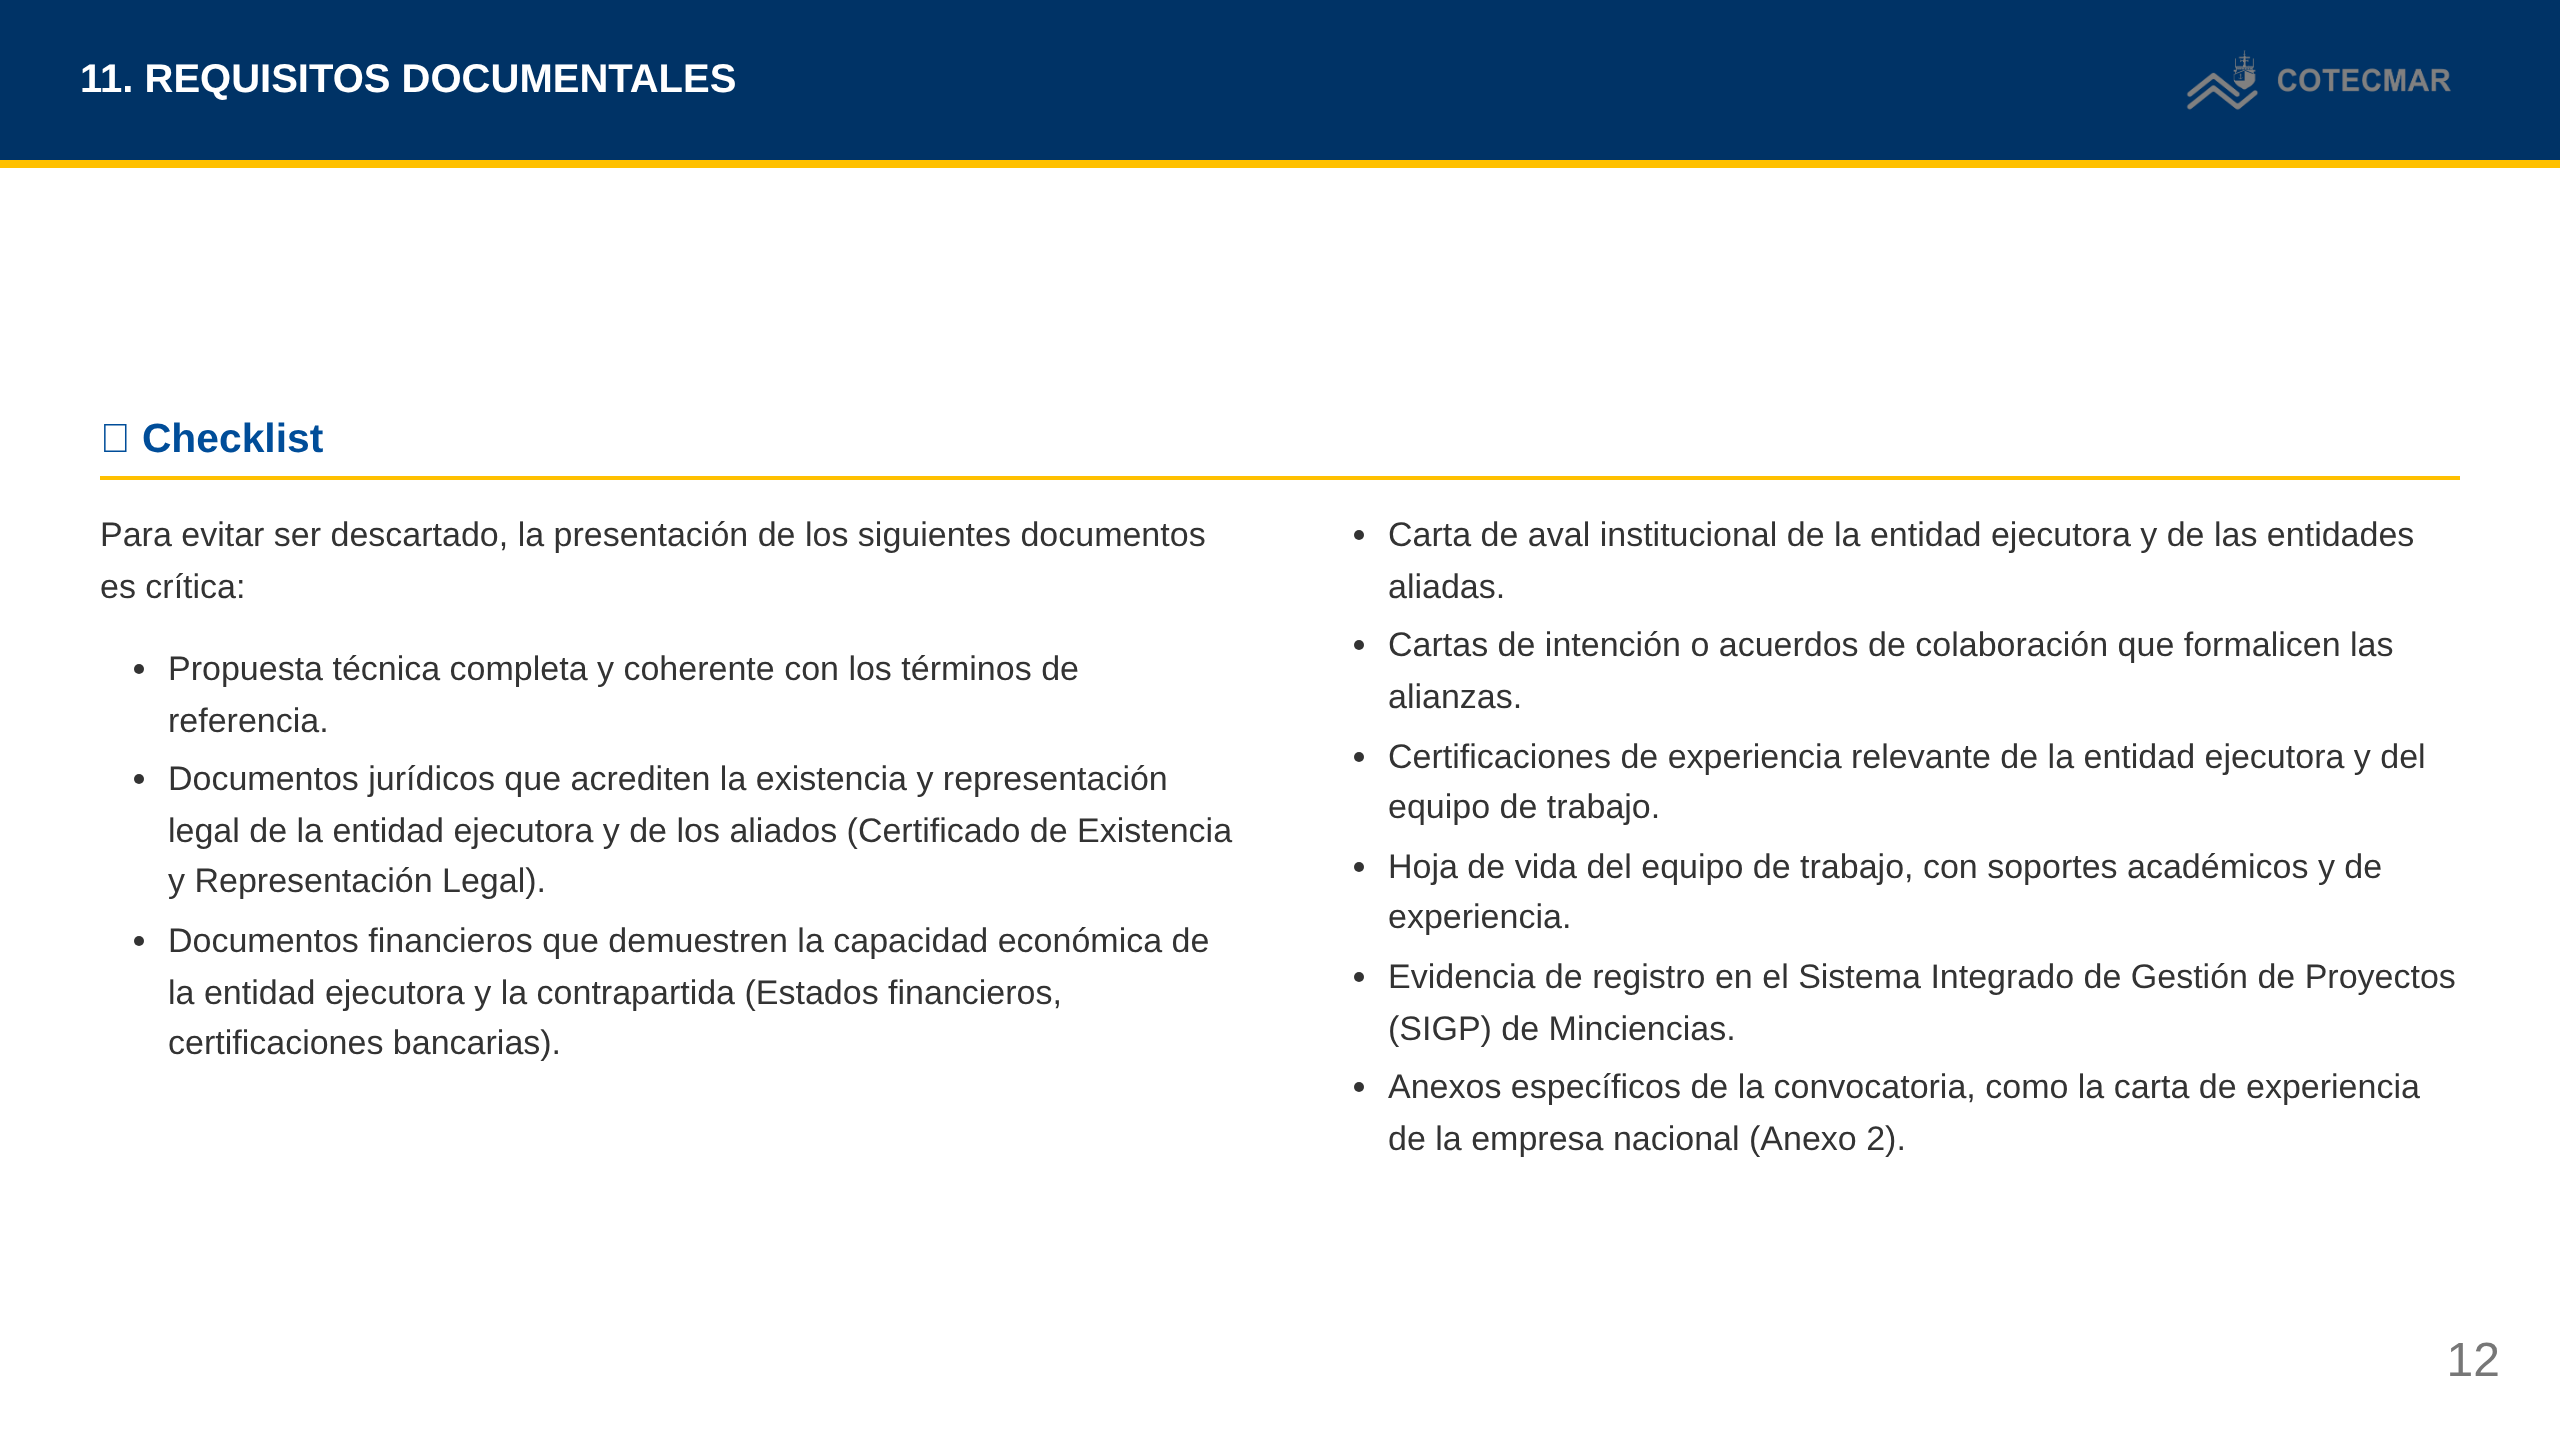 11. REQUISITOS DOCUMENTALES
COTECMAR
Checklist
Para evitar ser descartado, la presentación de los siguientes documentos
es crítica:
• Propuesta técnica completa y coherente con los términos de
referencia.
• Documentos jurídicos que acrediten la existencia y representación
legal de la entidad ejecutora y de los aliados (Certificado de Existencia
y Representación Legal).
• Documentos financieros que demuestren la capacidad económica de
la entidad ejecutora y la contrapartida (Estados financieros,
certificaciones bancarias).
• Carta de aval institucional de la entidad ejecutora y de las entidades
aliadas.
• Cartas de intención o acuerdos de colaboración que formalicen las
alianzas.
• Certificaciones de experiencia relevante de la entidad ejecutora y del
equipo de trabajo.
• Hoja de vida del equipo de trabajo, con soportes académicos y de
experiencia.
• Evidencia de registro en el Sistema Integrado de Gestión de Proyectos
(SIGP) de Minciencias.
• Anexos específicos de la convocatoria, como la carta de experiencia
de la empresa nacional (Anexo 2).
12